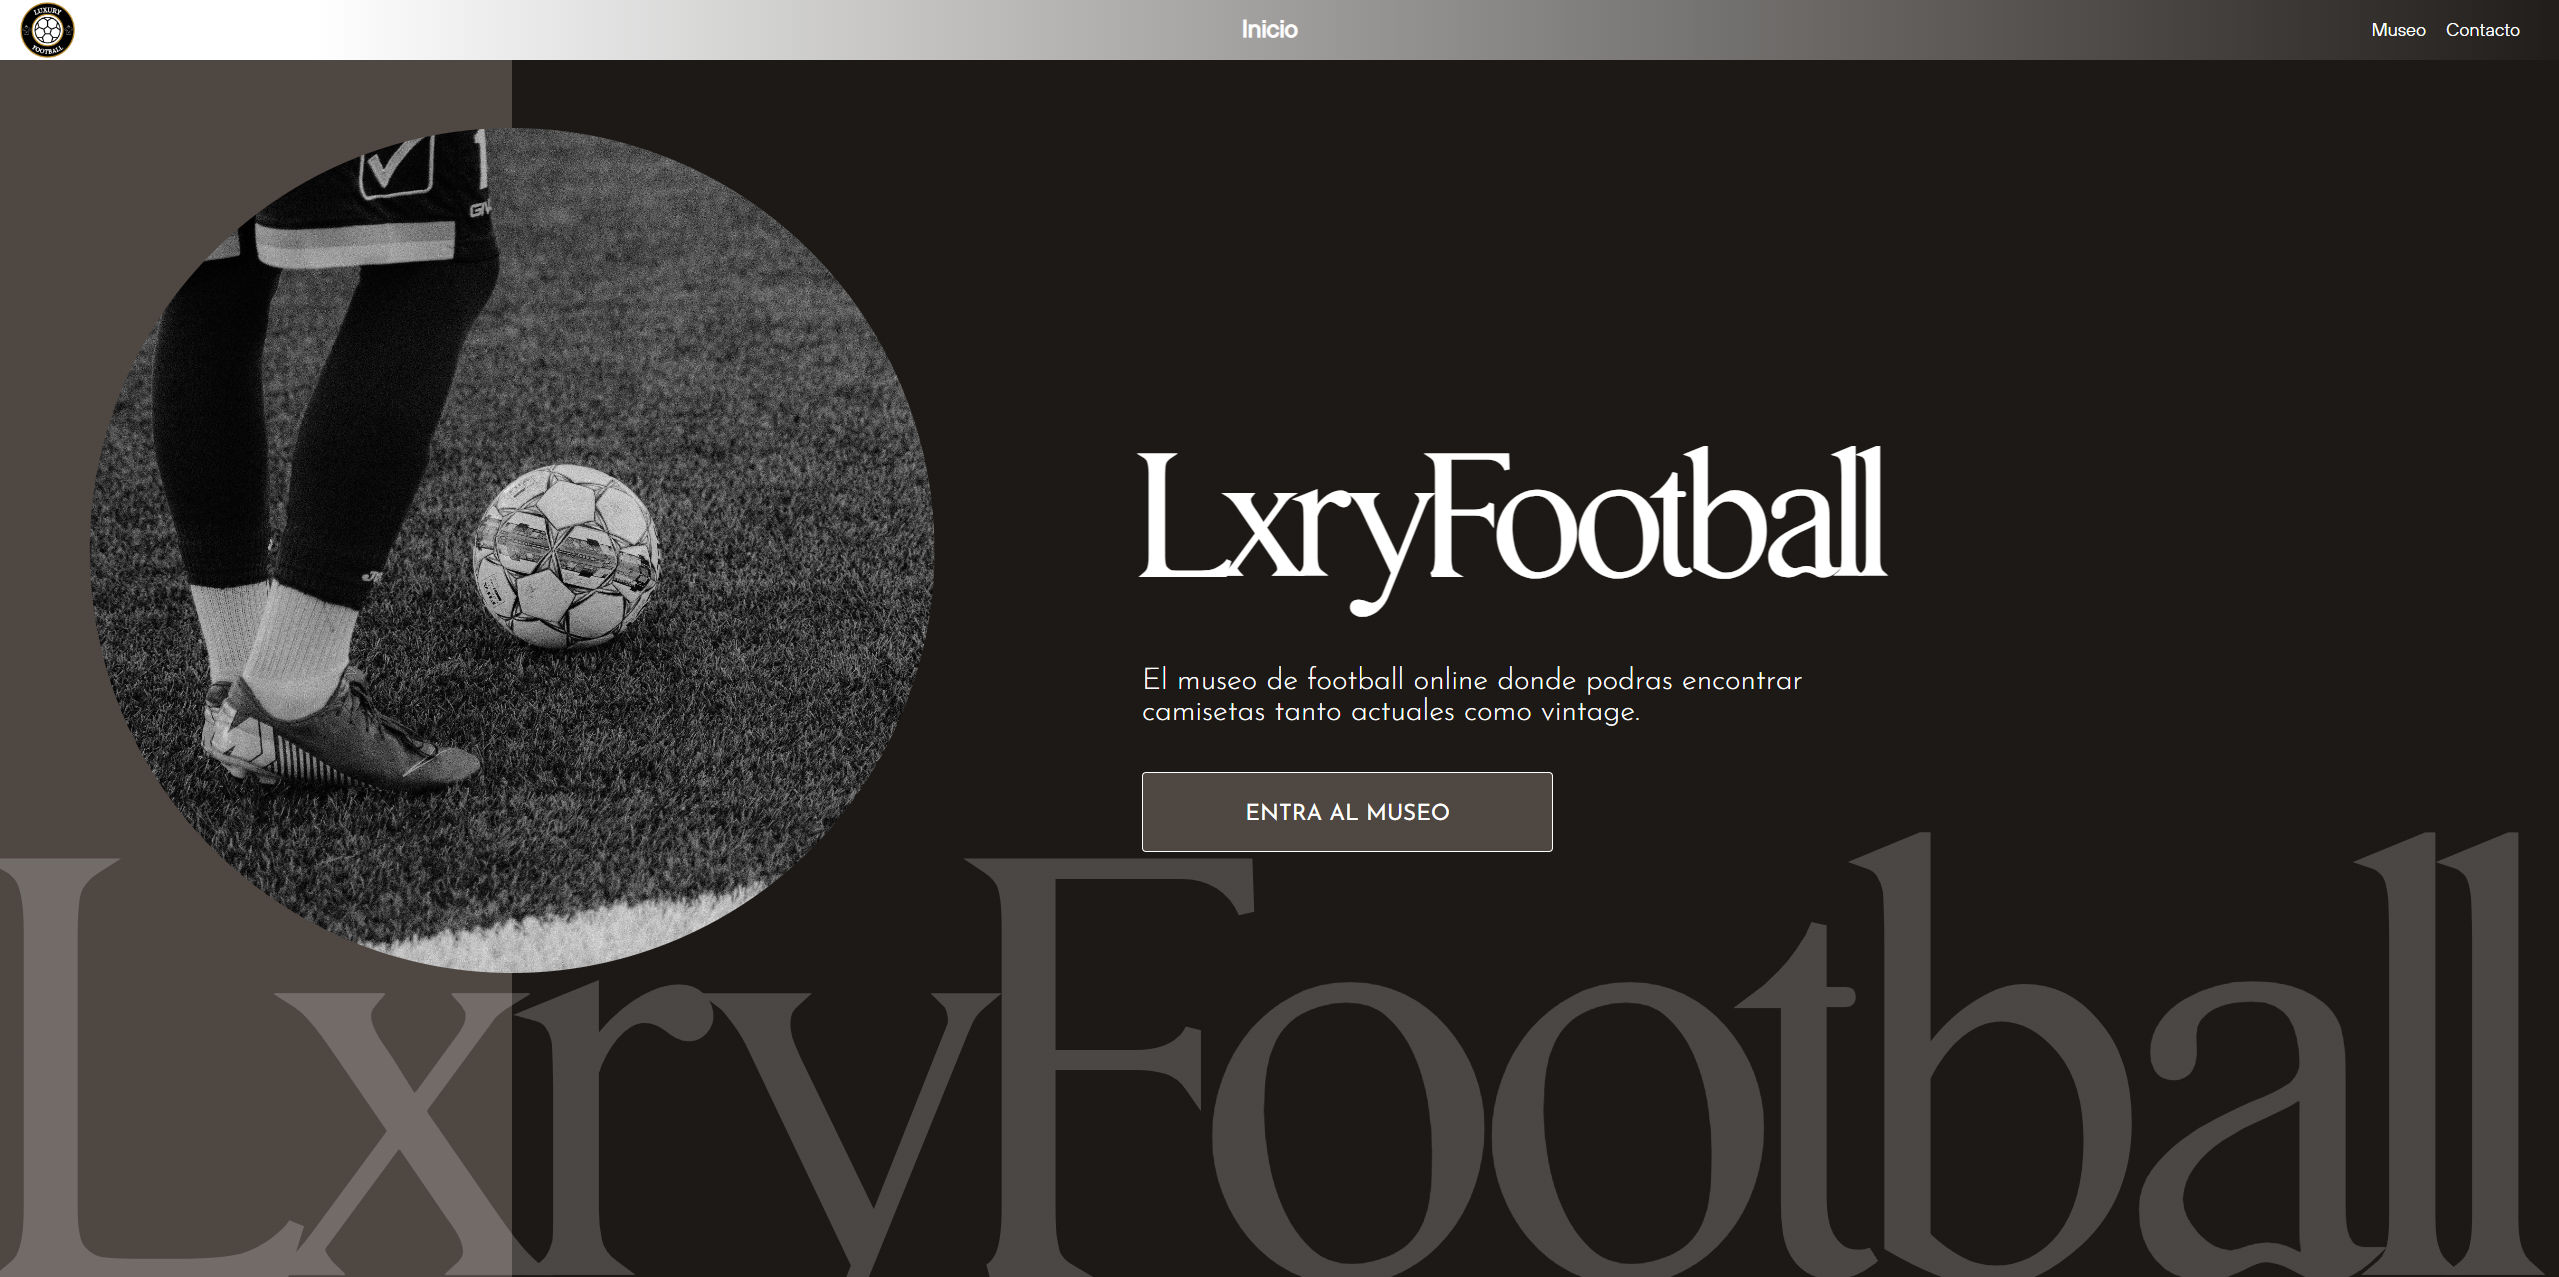 LUXURY
FOOTBALL
Inicio
Museo Contacto
LxryFootball
El museo de football online donde podras encontrar
camisetas tanto actuales como vintage.
ENTRA AL MUSEO
LxryFootball